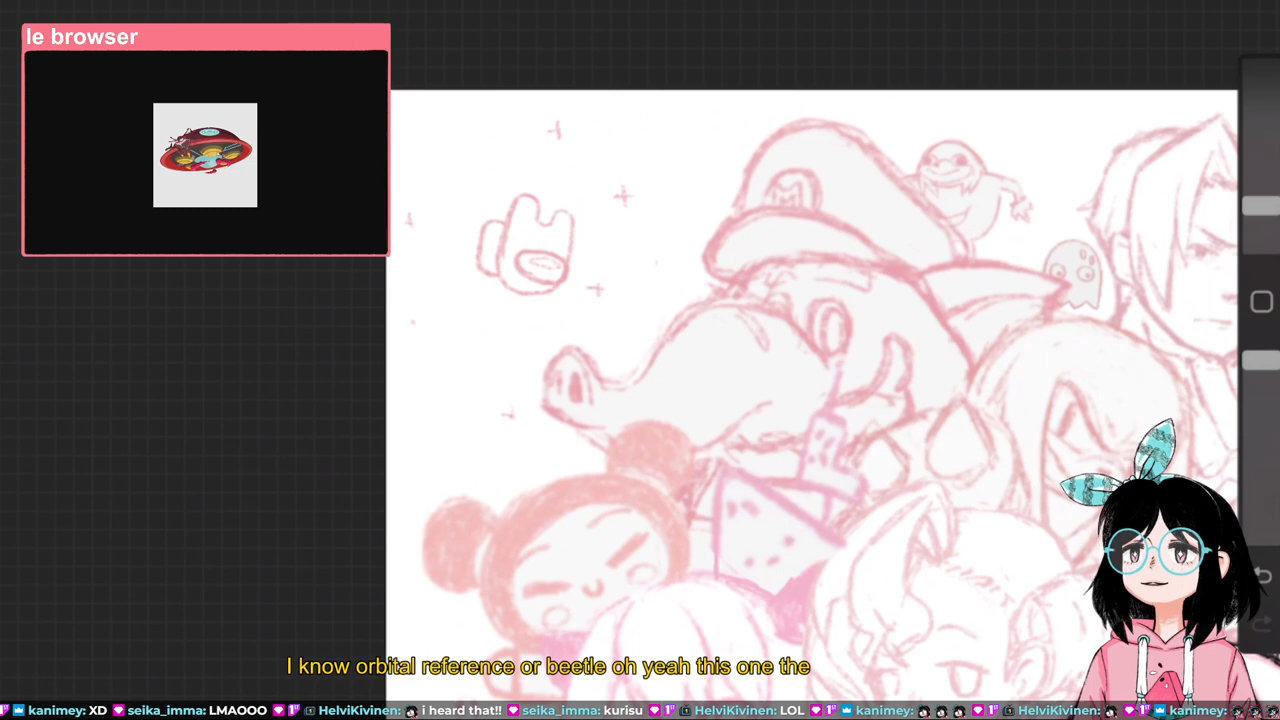 le browser
M
I know orbital reference or beetle oh yeah this one the
kanimey: XD seika_imma: LMAOOO HelviKivinen: i heard that!! seika_imma: kurisu HelviKivinen: LOL kanimey: HelviKivinen: kanimey: